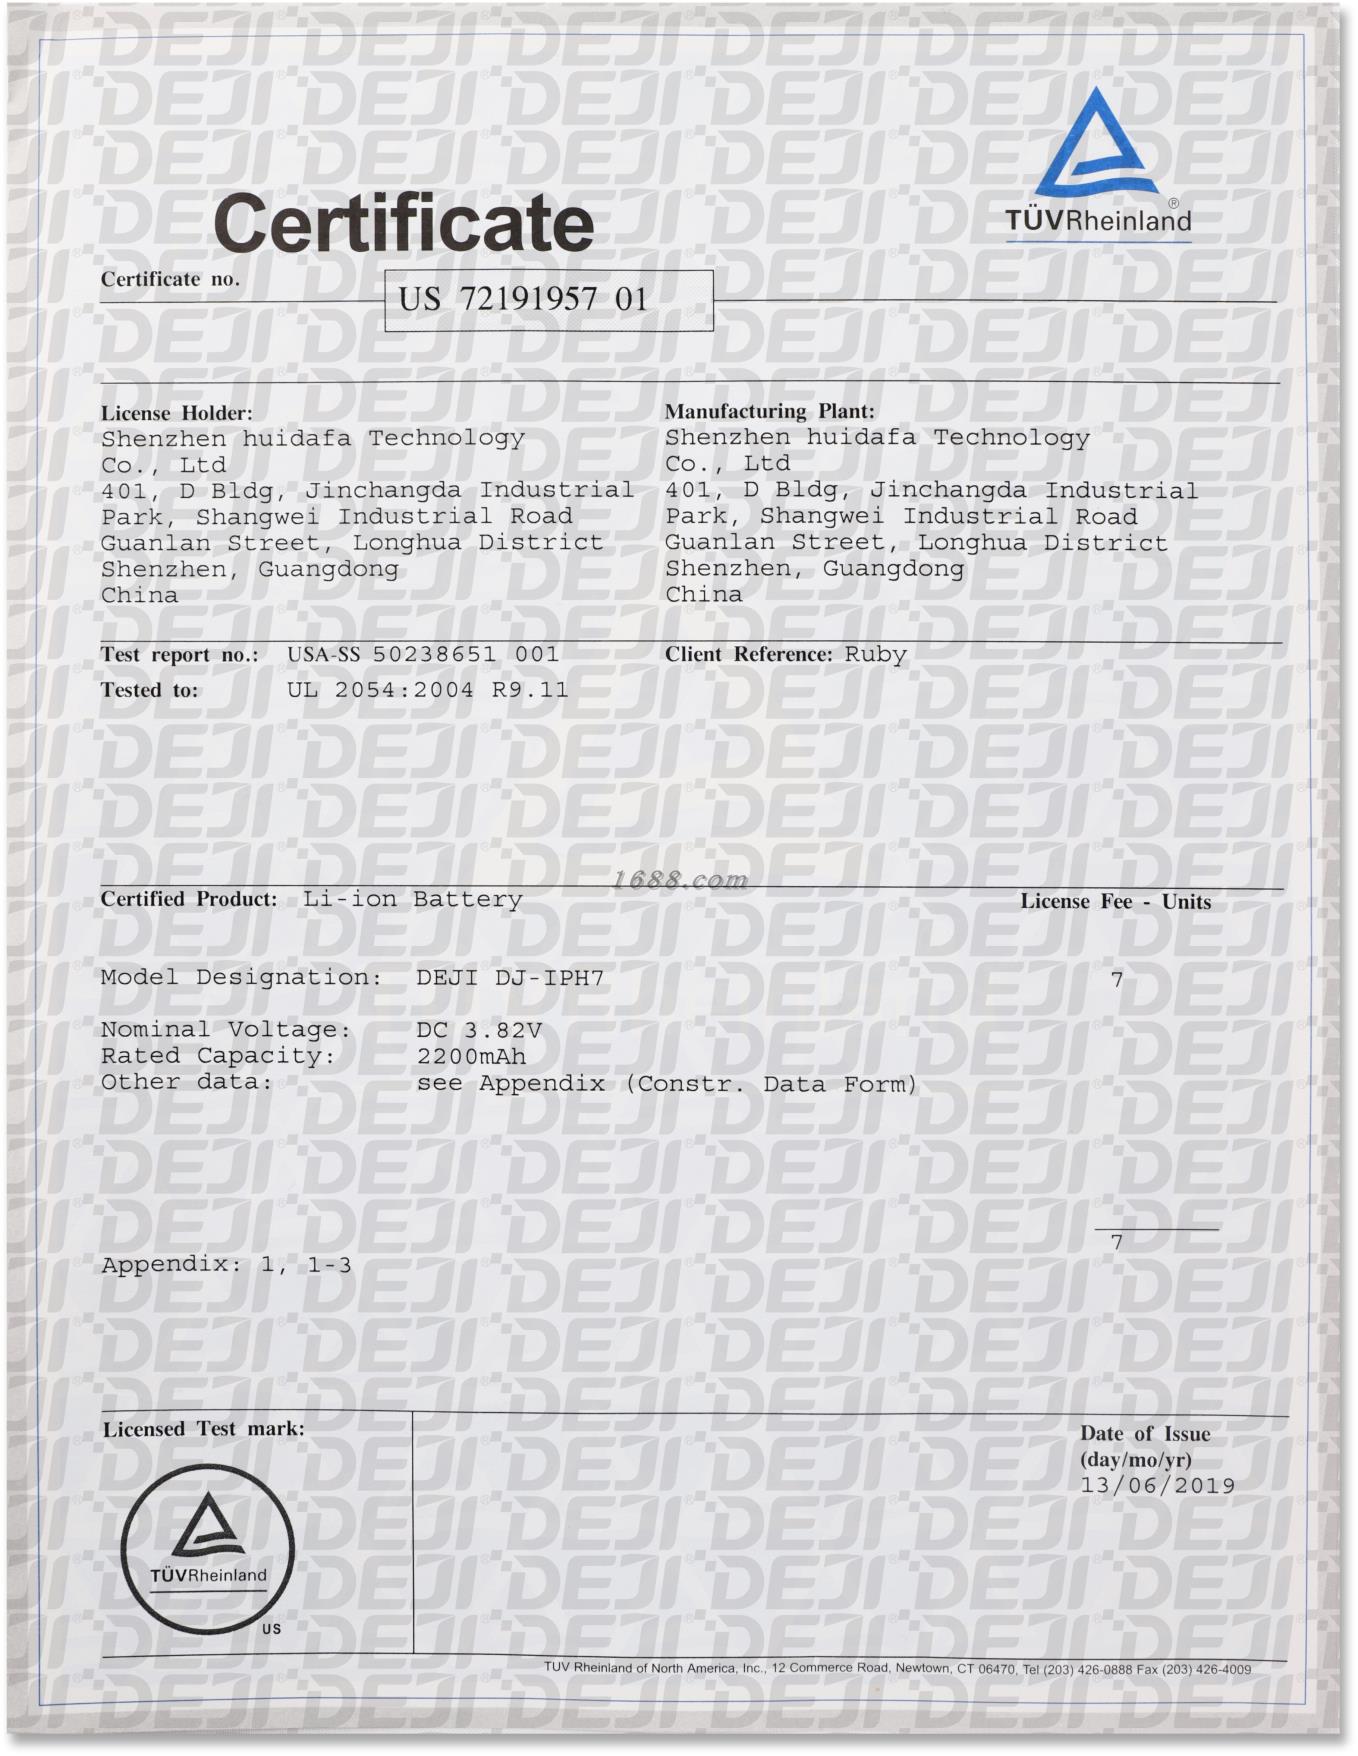 TÜVRheinland®
Certificate
Certificate no.
US 72191957 01
License Holder:
Shenzhen huidafa Technology
Co., Ltd
401, D Bldg, Jinchangda Industrial
Park, Shangwei Industrial Road
Guanlan Street, Longhua District
Shenzhen, Guangdong
China
Manufacturing Plant:
Shenzhen huidafa Technology
Co., Ltd
401, D Bldg, Jinchangda Industrial
Park, Shangwei Industrial Road
Guanlan Street, Longhua District
Shenzhen, Guangdong
China
Test report no.: USA-SS 50238651 001
Client Reference: Ruby
Tested to: UL 2054:2004 R9.11
1688.com
Certified Product: Li-ion Battery
License Fee - Units
Model Designation: DEJI DJ-IPH7
7
Nominal Voltage: DC 3.82V
Rated Capacity: 2200mAh
Other data: see Appendix (Constr. Data Form)
7
Appendix: 1, 1-3
Licensed Test mark:
TÜVRheinland
US
Date of Issue
(day/mo/yr)
13/06/2019
TUV Rheinland of North America, Inc., 12 Commerce Road, Newtown, CT 06470, Tel (203) 426-0888 Fax (203) 426-4009
DEJI®